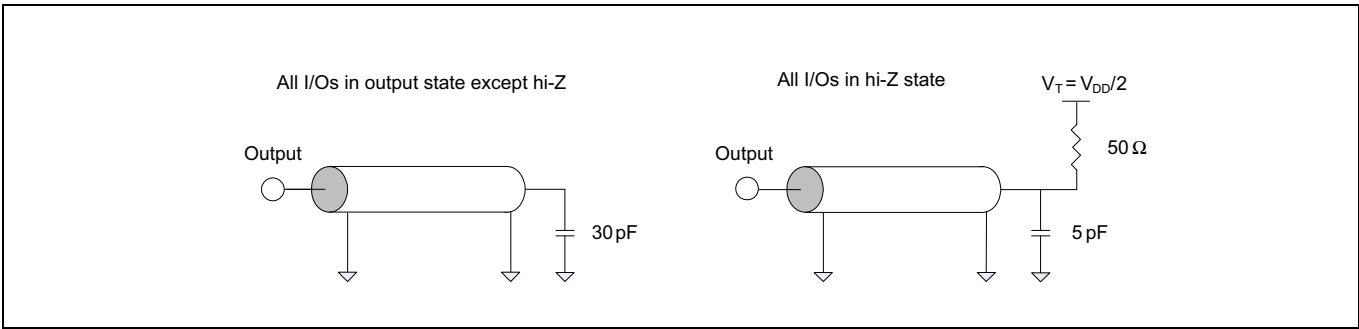 All I/Os in output state except hi-Z
Output
30 pF
All I/Os in hi-Z state
V_T = V_DD/2
Output
50 Ω
5 pF